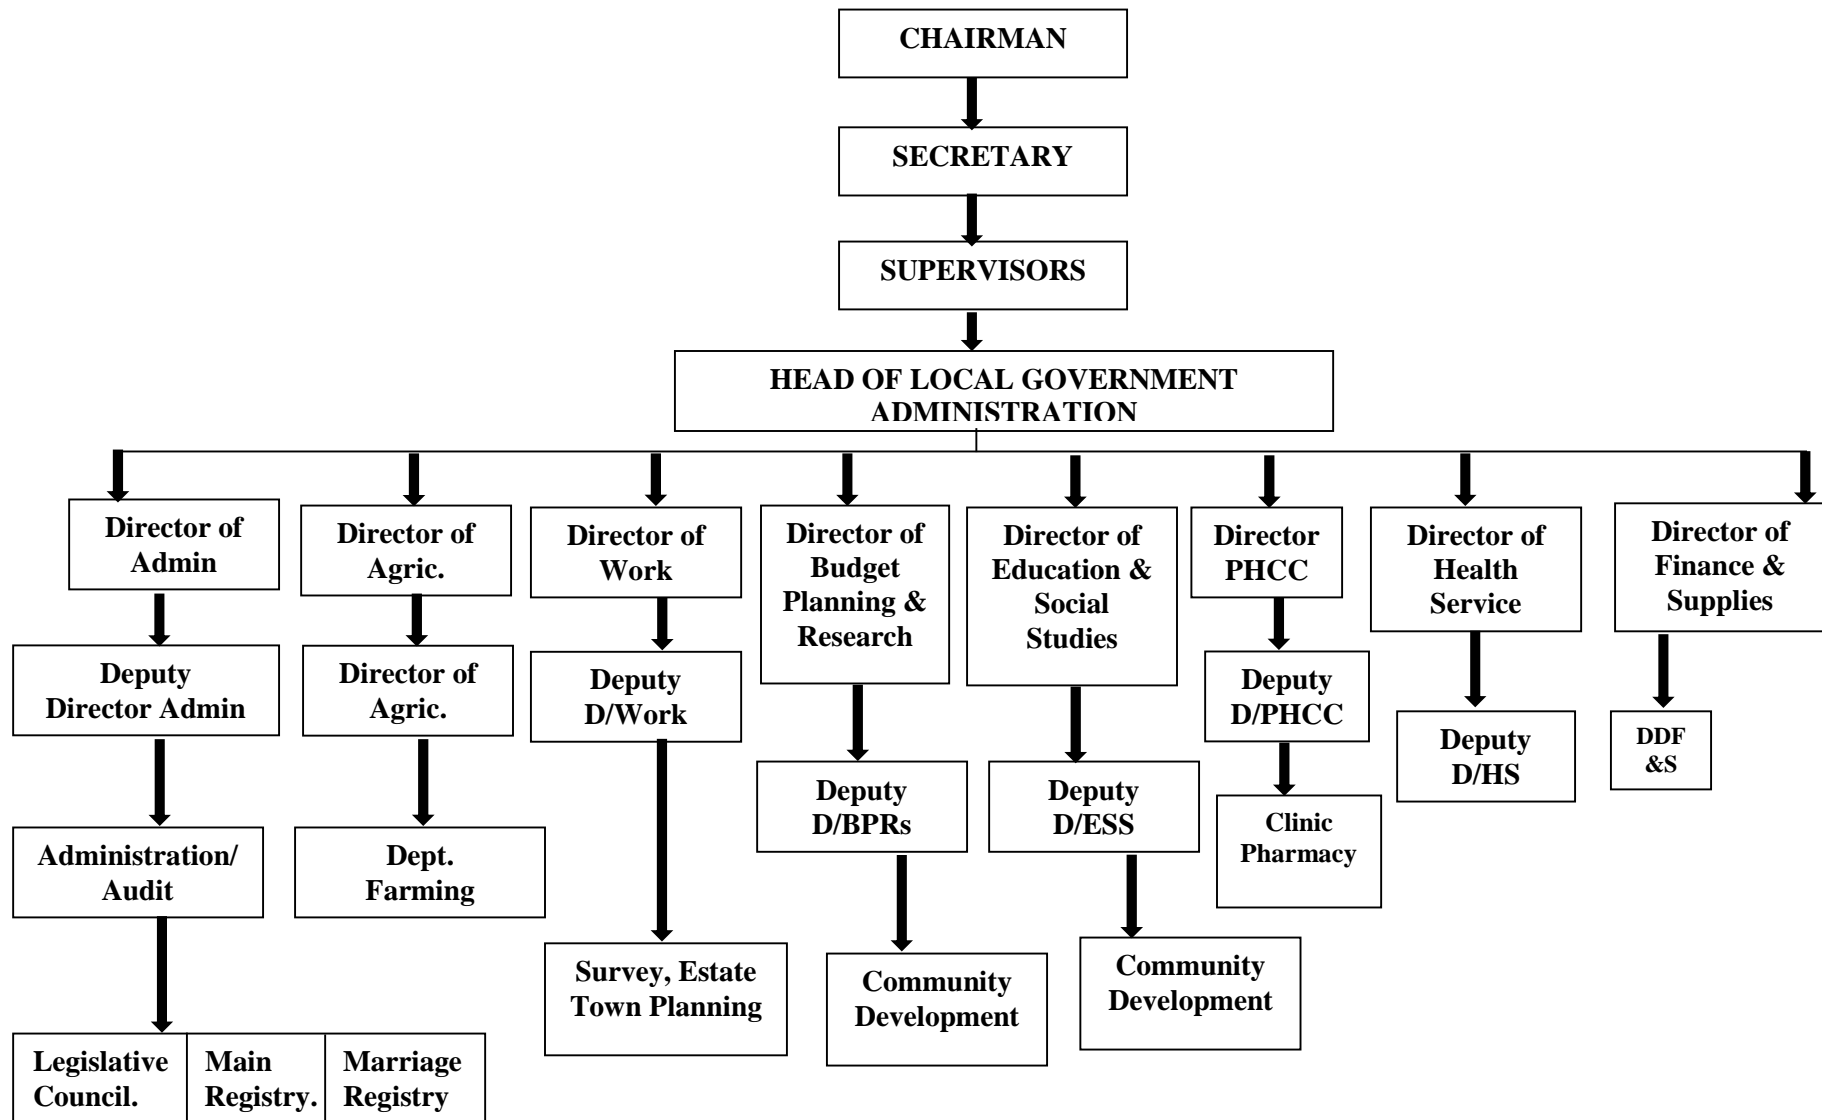 CHAIRMAN
SECRETARY
SUPERVISORS
HEAD OF LOCAL GOVERNMENT
ADMINISTRATION
Director of
Admin
Director of
Agric.
Director of
Work
Director of
Budget
Planning &
Research
Director of
Education &
Social
Studies
Director
PHCC
Director of
Health
Service
Director of
Finance &
Supplies
Deputy
Director Admin
Director of
Agric.
Deputy
D/Work
Deputy
D/PHCC
Deputy
D/HS
DDF
&S
Deputy
D/BPRs
Deputy
D/ESS
Clinic
Pharmacy
Administration/
Audit
Dept.
Farming
Survey, Estate
Town Planning
Community
Development
Community
Development
Legislative
Council.
Main
Registry.
Marriage
Registry